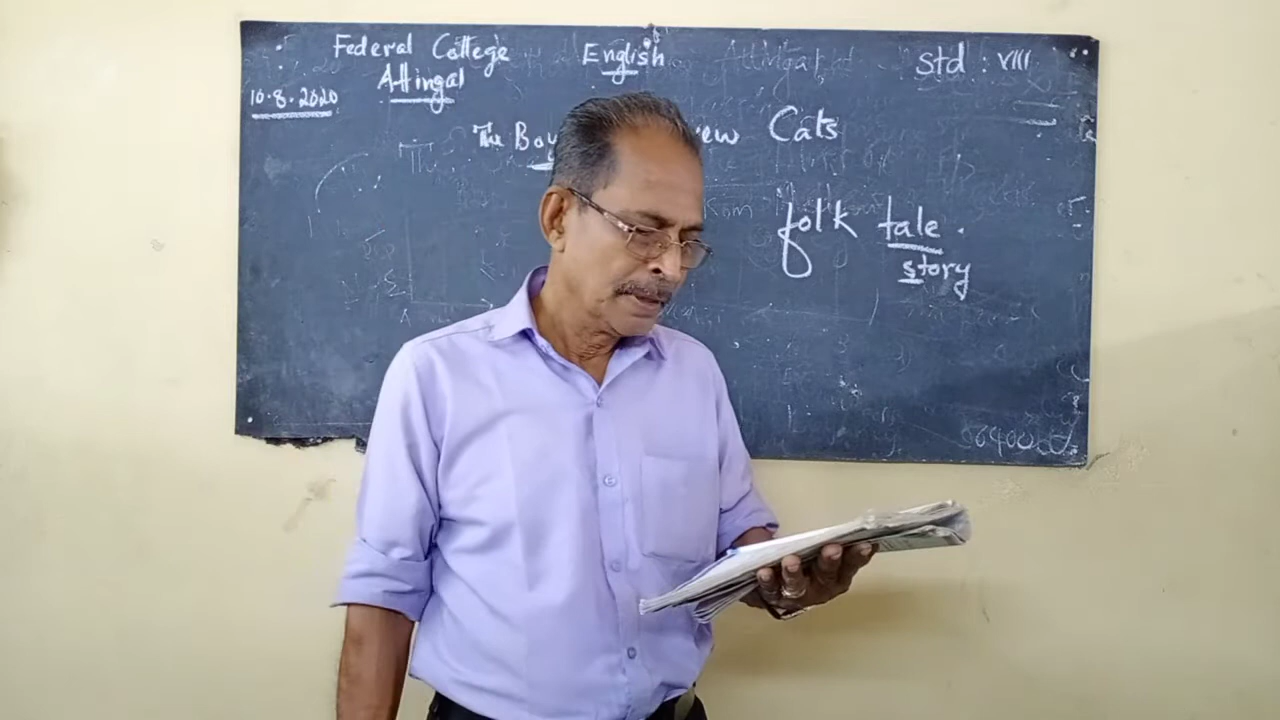 Federal College English Std : VIII
Attingal
10.8.2020
The Boy ew Cats
folk tale.
story